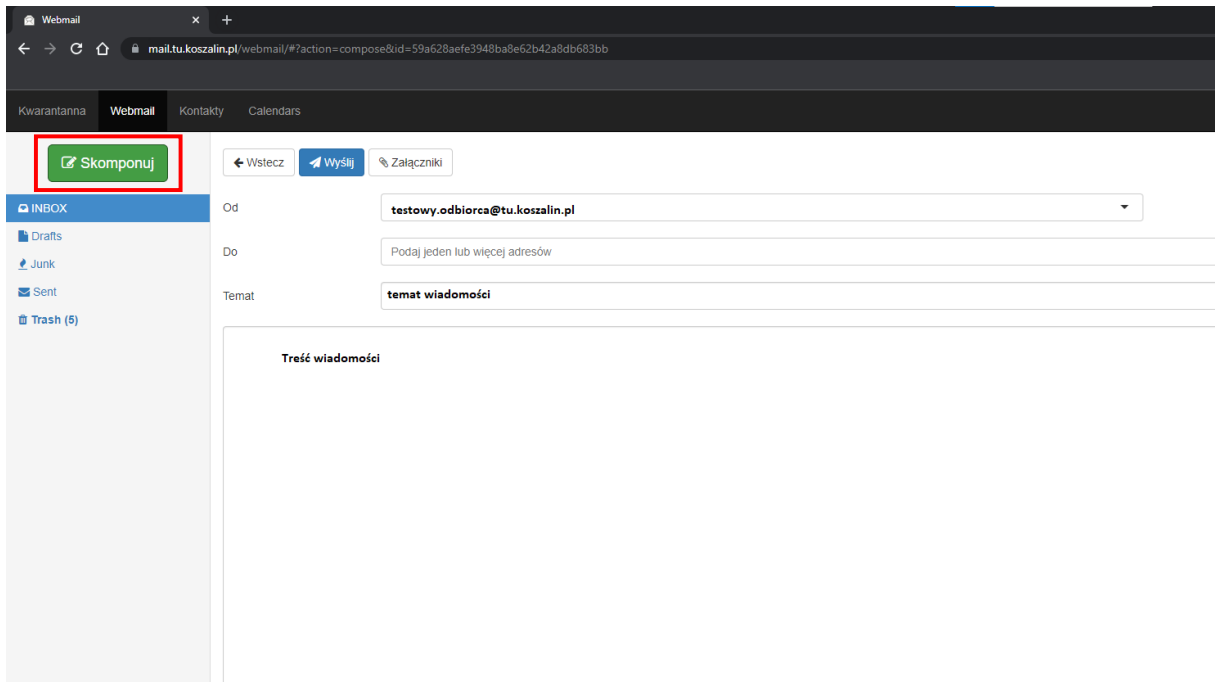 Webmail
mail.tu.koszalin.pl/webmail/#?action=compose&id=59a628aefe3948ba8e62b42a8db683bb
Kwarantanna Webmail Kontakty Calendars
Skomponuj
Wstecz Wyślij Załączniki
INBOX
Drafts
Junk
Sent
Trash (5)
Od testowy.odbiorca@tu.koszalin.pl
Do Podaj jeden lub więcej adresów
Temat temat wiadomości
Treść wiadomości